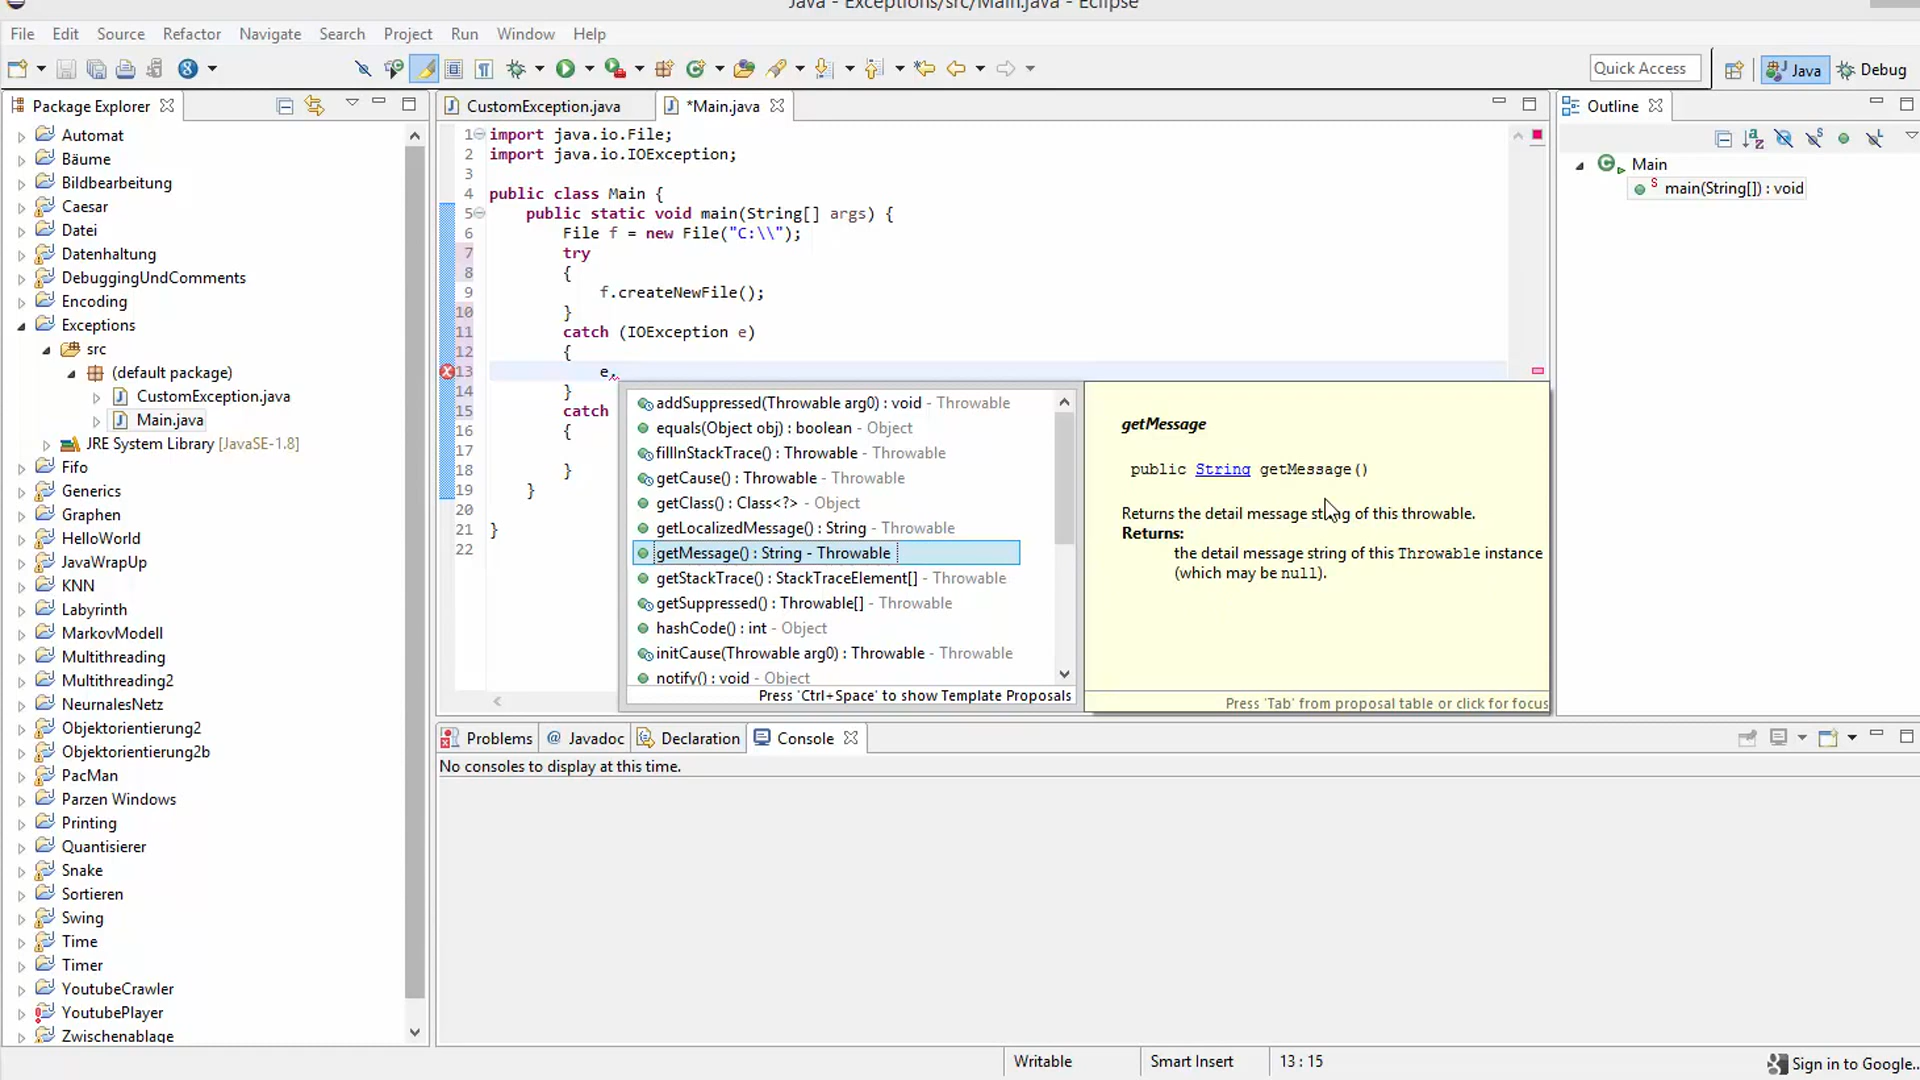 Java - Exceptions/src/Main.java - Eclipse
File Edit Source Refactor Navigate Search Project Run Window Help
Quick Access
Java
Debug
Package Explorer
Automat
Bäume
Bildbearbeitung
Caesar
Datei
Datenhaltung
DebuggingUndComments
Encoding
Exceptions
src
(default package)
CustomException.java
Main.java
JRE System Library [JavaSE-1.8]
Fifo
Generics
Graphen
HelloWorld
JavaWrapUp
KNN
Labyrinth
MarkovModell
Multithreading
Multithreading2
NeurnalesNetz
Objektorientierung2
Objektorientierung2b
PacMan
Parzen Windows
Printing
Quantisierer
Snake
Sortieren
Swing
Time
Timer
YoutubeCrawler
YoutubePlayer
Zwischenablage
CustomException.java
*Main.java
1 import java.io.File;
2 import java.io.IOException;
3
4 public class Main {
5 public static void main(String[] args) {
6 File f = new File("C:\\");
7 try
8 {
9 f.createNewFile();
10 }
11 catch (IOException e)
12 {
13 e.
14 }
15 catch
16 {
17
18 }
19 }
20
21 }
22
addSuppressed(Throwable arg0) : void - Throwable
equals(Object obj) : boolean - Object
fillInStackTrace() : Throwable - Throwable
getCause() : Throwable - Throwable
getClass() : Class<?> - Object
getLocalizedMessage() : String - Throwable
getMessage() : String - Throwable
getStackTrace() : StackTraceElement[] - Throwable
getSuppressed() : Throwable[] - Throwable
hashCode() : int - Object
initCause(Throwable arg0) : Throwable - Throwable
notify() : void - Object
Press 'Ctrl+Space' to show Template Proposals
getMessage
public String getMessage()
Returns the detail message string of this throwable.
Returns:
the detail message string of this Throwable instance
(which may be null).
Press 'Tab' from proposal table or click for focus
Outline
Main
main(String[]) : void
Problems
@ Javadoc
Declaration
Console
No consoles to display at this time.
Writable
Smart Insert
13 : 15
Sign in to Google...